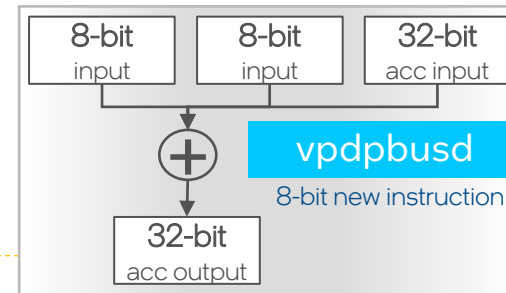 8-bit
input
8-bit
input
32-bit
acc input
+
vpdpbusd
8-bit new instruction
32-bit
acc output